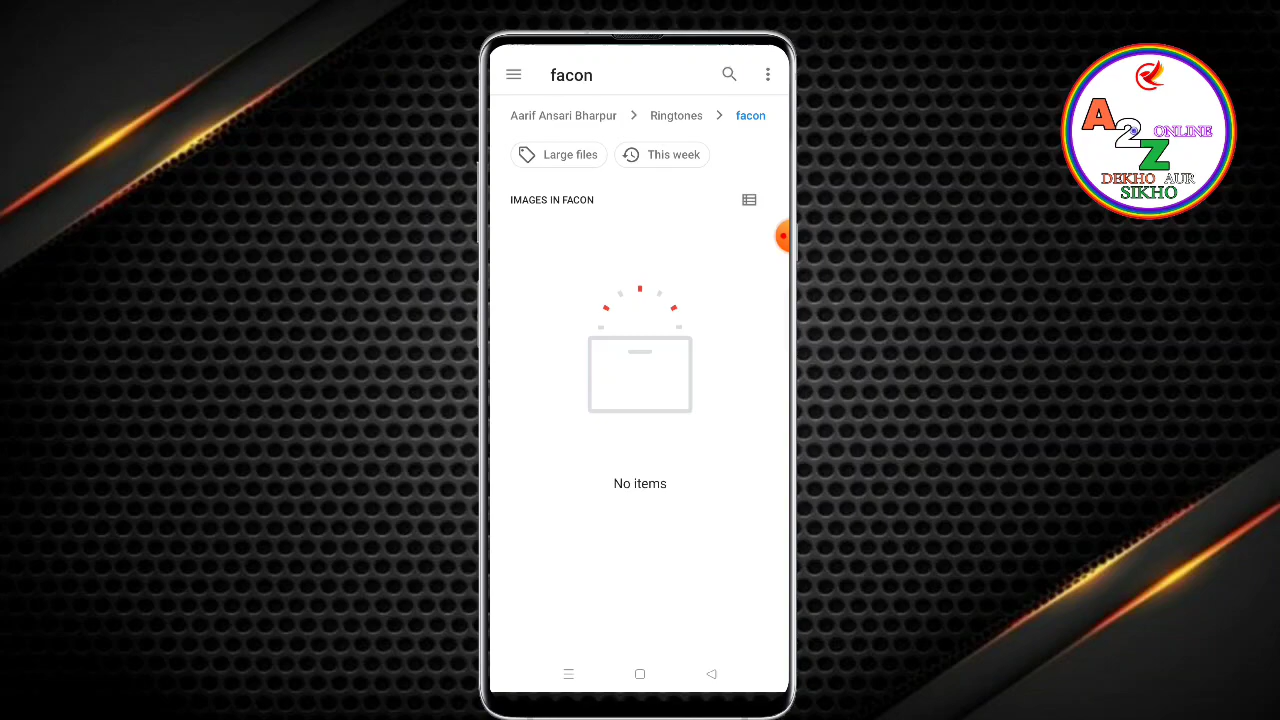 facon
Aarif Ansari Bharpur > Ringtones > facon
Large files
This week
IMAGES IN FACON
No items
A2Z ONLINE
DEKHO AUR
SIKHO